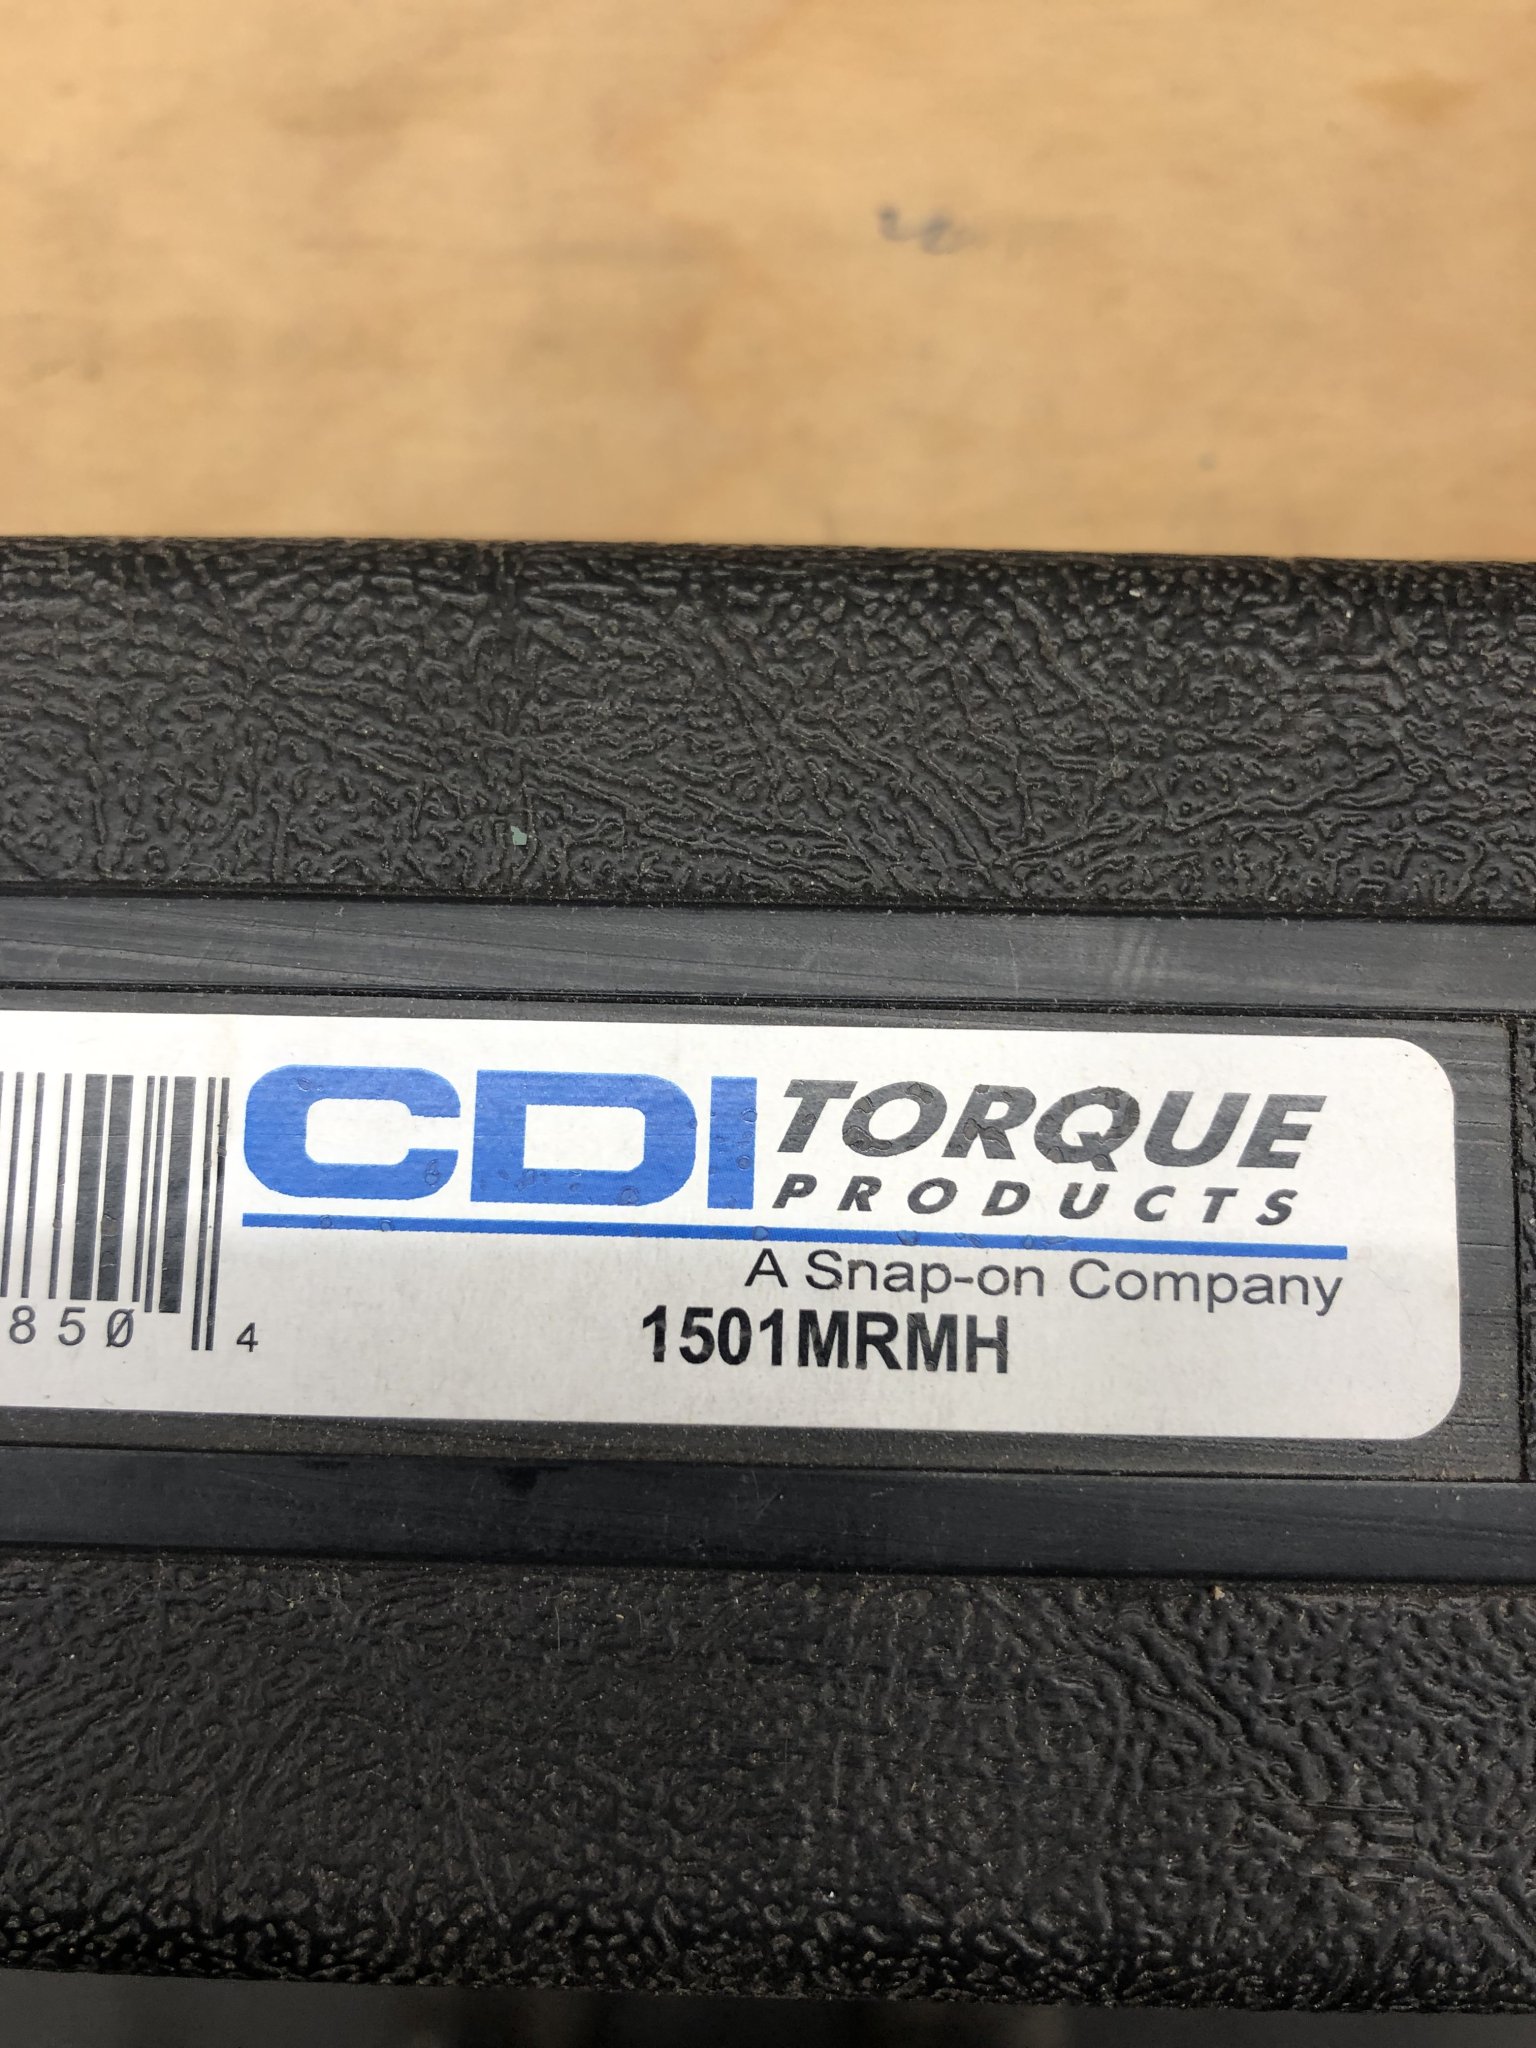 CDI TORQUE
PRODUCTS
A Snap-on Company
850 4
1501MRMH